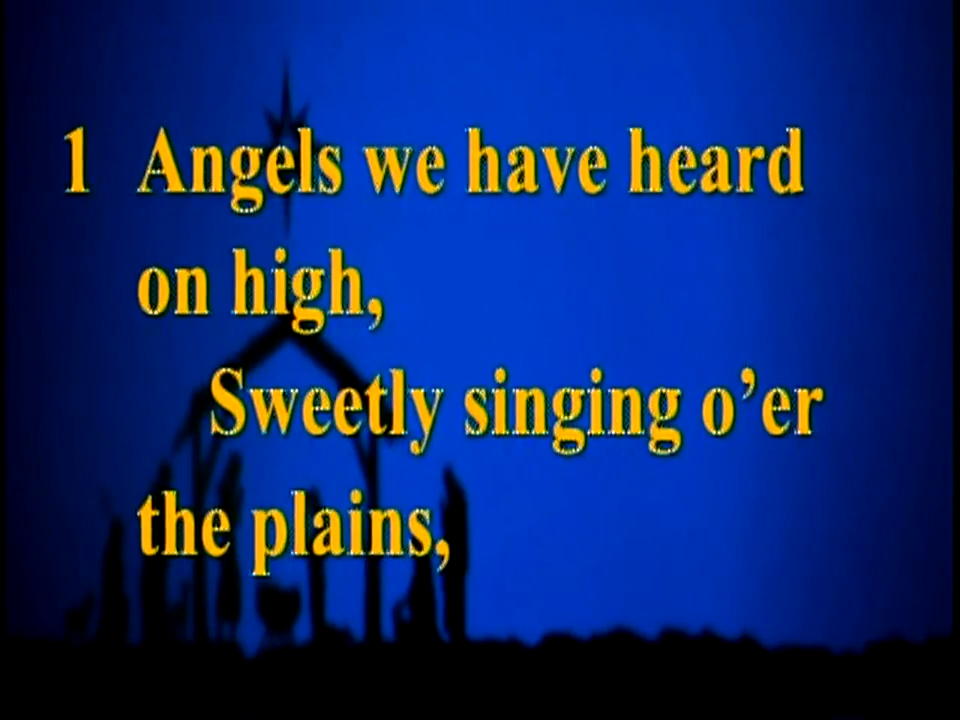 1 Angels we have heard
on high,
Sweetly singing o’er
the plains,